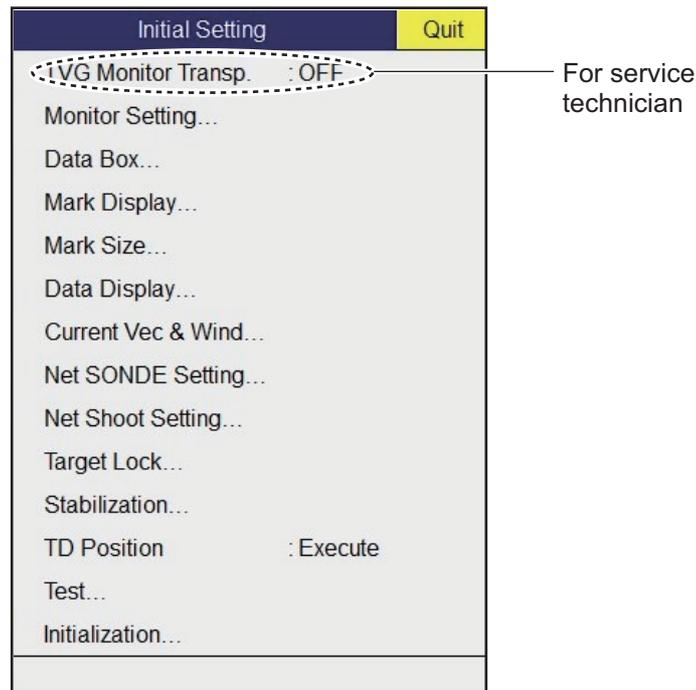 Initial Setting Quit
TVG Monitor Transp. : OFF
For service
technician
Monitor Setting...
Data Box...
Mark Display...
Mark Size...
Data Display...
Current Vec & Wind...
Net SONDE Setting...
Net Shoot Setting...
Target Lock...
Stabilization...
TD Position : Execute
Test...
Initialization...